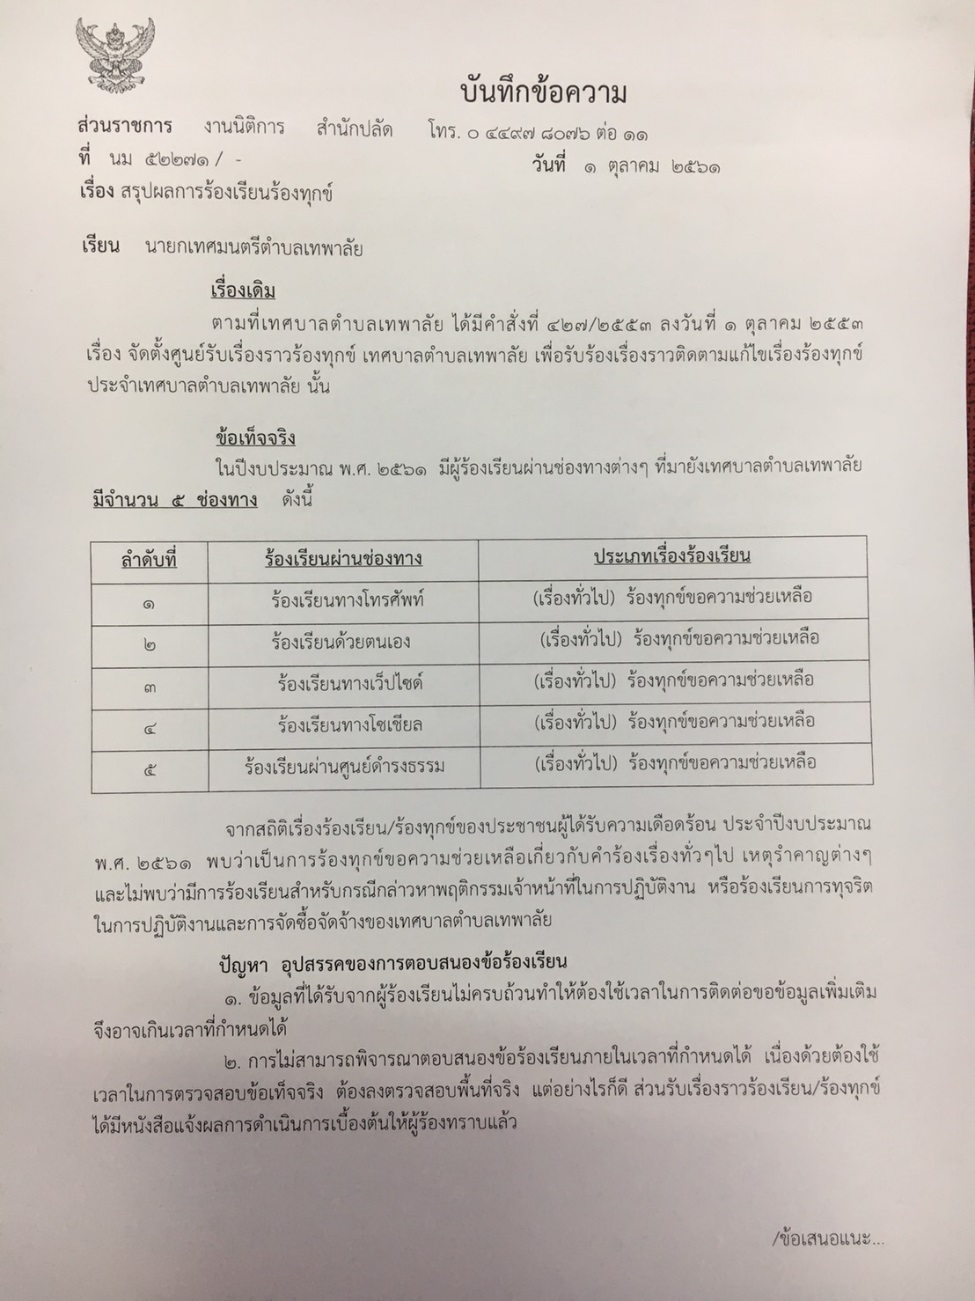 บันทึกข้อความ
ส่วนราชการ งานนิติการ สำนักปลัด โทร. ๐ ๔๔๙๗ ๘๐๗๖ ต่อ ๑๑
ที่ นม ๕๒๒๗๑ / - วันที่ ๑ ตุลาคม ๒๕๖๑
เรื่อง สรุปผลการร้องเรียนร้องทุกข์
เรียน นายกเทศมนตรีตำบลเทพาลัย
เรื่องเดิม
ตามที่เทศบาลตำบลเทพาลัย ได้มีคำสั่งที่ ๔๒๗/๒๕๕๓ ลงวันที่ ๑ ตุลาคม ๒๕๕๓
เรื่อง จัดตั้งศูนย์รับเรื่องราวร้องทุกข์ เทศบาลตำบลเทพาลัย เพื่อรับร้องเรื่องราวติดตามแก้ไขเรื่องร้องทุกข์
ประจำเทศบาลตำบลเทพาลัย นั้น
ข้อเท็จจริง
ในปีงบประมาณ พ.ศ. ๒๕๖๑ มีผู้ร้องเรียนผ่านช่องทางต่างๆ ที่มายังเทศบาลตำบลเทพาลัย
มีจำนวน ๕ ช่องทาง ดังนี้
ลำดับที่ ร้องเรียนผ่านช่องทาง ประเภทเรื่องร้องเรียน
๑ ร้องเรียนทางโทรศัพท์ (เรื่องทั่วไป) ร้องทุกข์ขอความช่วยเหลือ
๒ ร้องเรียนด้วยตนเอง (เรื่องทั่วไป) ร้องทุกข์ขอความช่วยเหลือ
๓ ร้องเรียนทางเว็ปไซด์ (เรื่องทั่วไป) ร้องทุกข์ขอความช่วยเหลือ
๔ ร้องเรียนทางโซเชียล (เรื่องทั่วไป) ร้องทุกข์ขอความช่วยเหลือ
๕ ร้องเรียนผ่านศูนย์ดำรงธรรม (เรื่องทั่วไป) ร้องทุกข์ขอความช่วยเหลือ
จากสถิติเรื่องร้องเรียน/ร้องทุกข์ของประชาชนผู้ได้รับความเดือดร้อน ประจำปีงบประมาณ
พ.ศ. ๒๕๖๑ พบว่าเป็นการร้องทุกข์ขอความช่วยเหลือเกี่ยวกับคำร้องเรื่องทั่วๆไป เหตุรำคาญต่างๆ
และไม่พบว่ามีการร้องเรียนสำหรับกรณีกล่าวหาพฤติกรรมเจ้าหน้าที่ในการปฏิบัติงาน หรือร้องเรียนการทุจริต
ในการปฏิบัติงานและการจัดซื้อจัดจ้างของเทศบาลตำบลเทพาลัย
ปัญหา อุปสรรคของการตอบสนองข้อร้องเรียน
๑. ข้อมูลที่ได้รับจากผู้ร้องเรียนไม่ครบถ้วนทำให้ต้องใช้เวลาในการติดต่อขอข้อมูลเพิ่มเติม
จึงอาจเกินเวลาที่กำหนดได้
๒. การไม่สามารถพิจารณาตอบสนองข้อร้องเรียนภายในเวลาที่กำหนดได้ เนื่องด้วยต้องใช้
เวลาในการตรวจสอบข้อเท็จจริง ต้องลงตรวจสอบพื้นที่จริง แต่อย่างไรก็ดี ส่วนรับเรื่องราวร้องเรียน/ร้องทุกข์
ได้มีหนังสือแจ้งผลการดำเนินการเบื้องต้นให้ผู้ร้องทราบแล้ว
/ข้อเสนอแนะ...